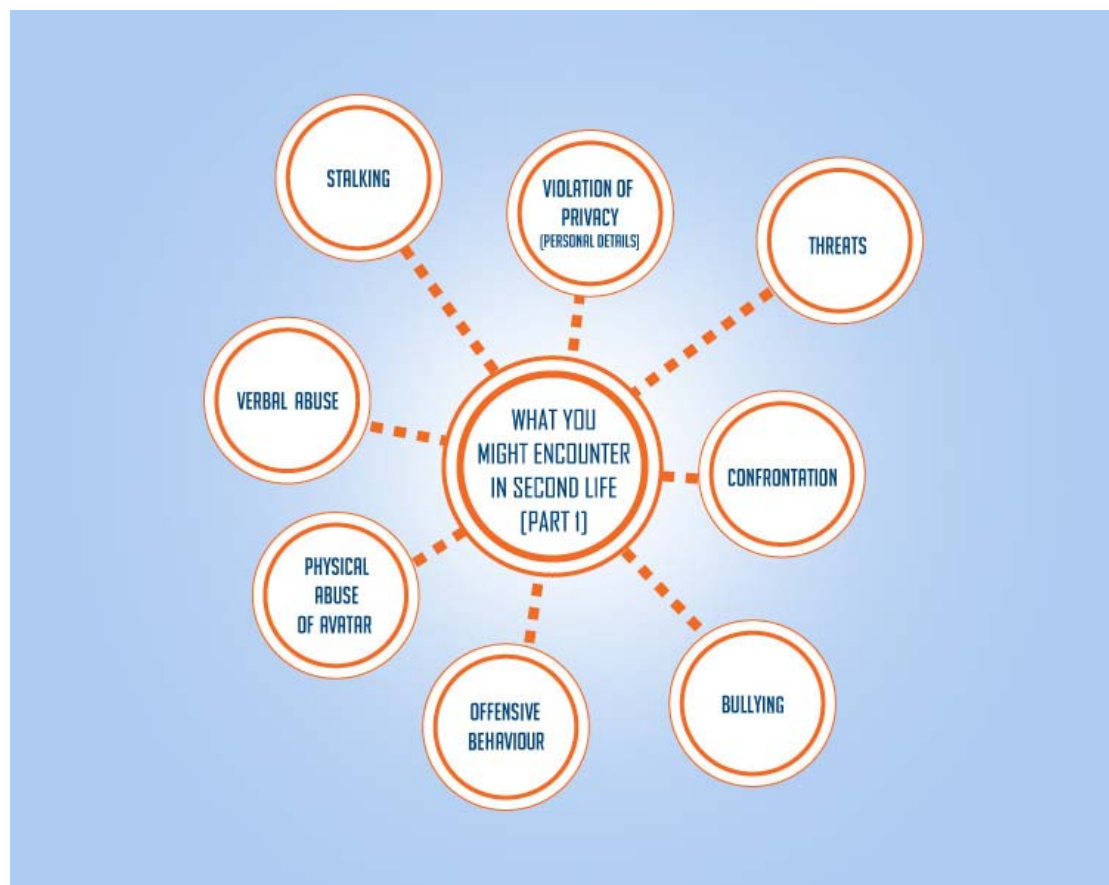 STALKING
VIOLATION OF
PRIVACY
[PERSONAL DETAILS]
THREATS
VERBAL ABUSE
WHAT YOU
MIGHT ENCOUNTER
IN SECOND LIFE
[PART 1]
CONFRONTATION
PHYSICAL
ABUSE
OF AVATAR
OFFENSIVE
BEHAVIOUR
BULLYING